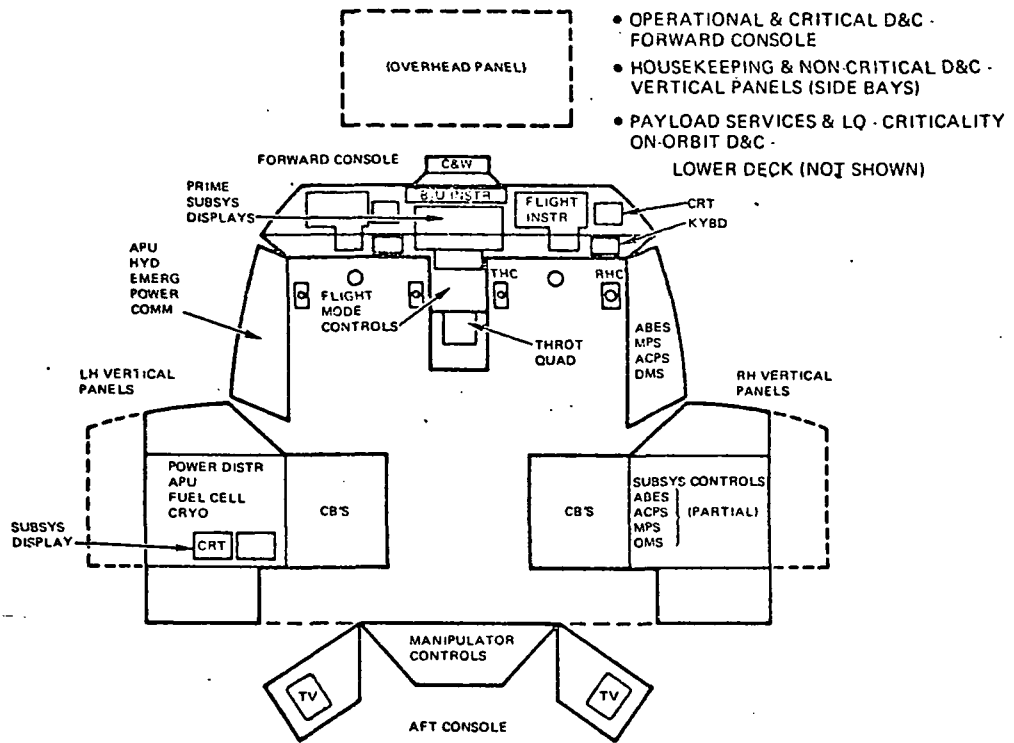 • OPERATIONAL & CRITICAL D&C -
FORWARD CONSOLE
• HOUSEKEEPING & NON-CRITICAL D&C -
VERTICAL PANELS (SIDE BAYS)
• PAYLOAD SERVICES & LO - CRITICALITY
ON-ORBIT D&C -
LOWER DECK (NOT SHOWN)
(OVERHEAD PANEL)
FORWARD CONSOLE
C&W
B/U INSTR
PRIME
SUBSYS
DISPLAYS
FLIGHT
INSTR
CRT
KYBD
APU
HYD
EMERG
POWER
COMM
FLIGHT
MODE
CONTROLS
THC
RHC
THROT
QUAD
ABES
MPS
ACPS
OMS
LH VERTICAL
PANELS
RH VERTICAL
PANELS
POWER DISTR
APU
FUEL CELL
CRYO
CB'S
SUBSYS
DISPLAY
CRT
CB'S
SUBSYS CONTROLS
ABES
ACPS
MPS
OMS
(PARTIAL)
MANIPULATOR
CONTROLS
TV
TV
AFT CONSOLE